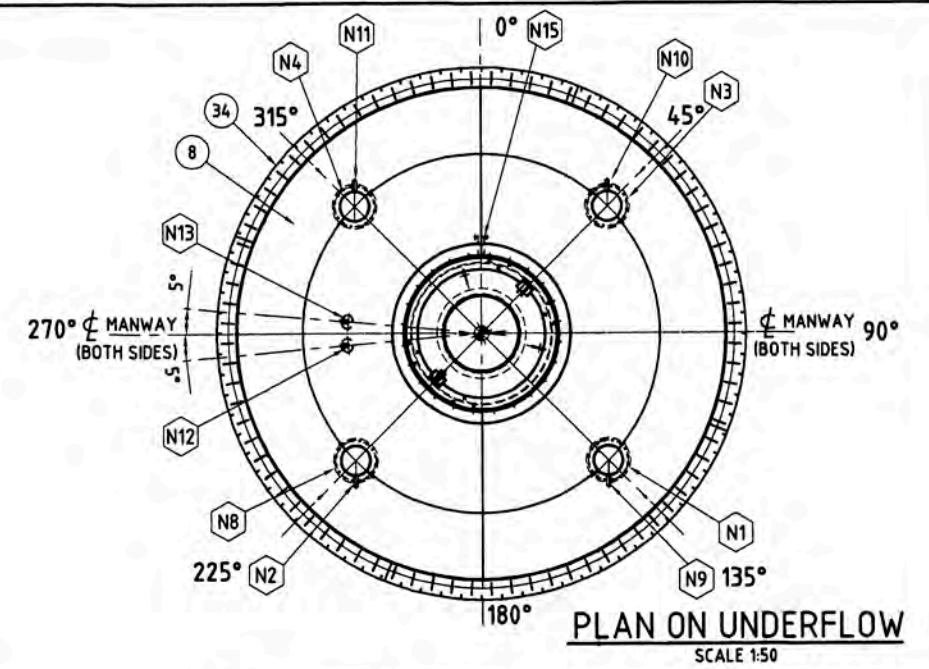 N11
0°
N15
N4
N10
N3
34
315°
45°
8
N13
5°
270° ℄ MANWAY
(BOTH SIDES)
℄ MANWAY 90°
(BOTH SIDES)
5°
N12
N8
N1
225°
N2
N9
135°
180°
PLAN ON UNDERFLOW
SCALE 1:50